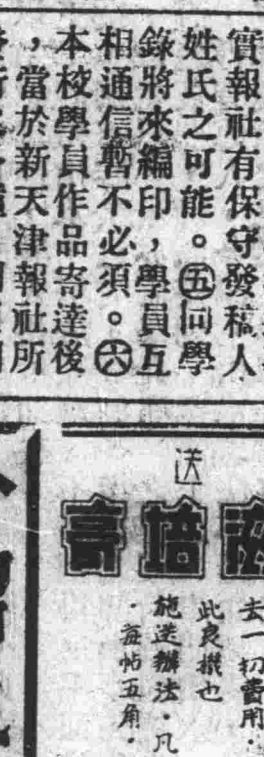 實報社有保守發稿人
姓氏之可能。㊄同學
錄將來編印，學員互
相通信暫不必須。㊅
本校學員作品寄達後
，當於新天津報社所
送
培高
去一切費用．
此良機也
施送辦法．凡
．每帖五角．